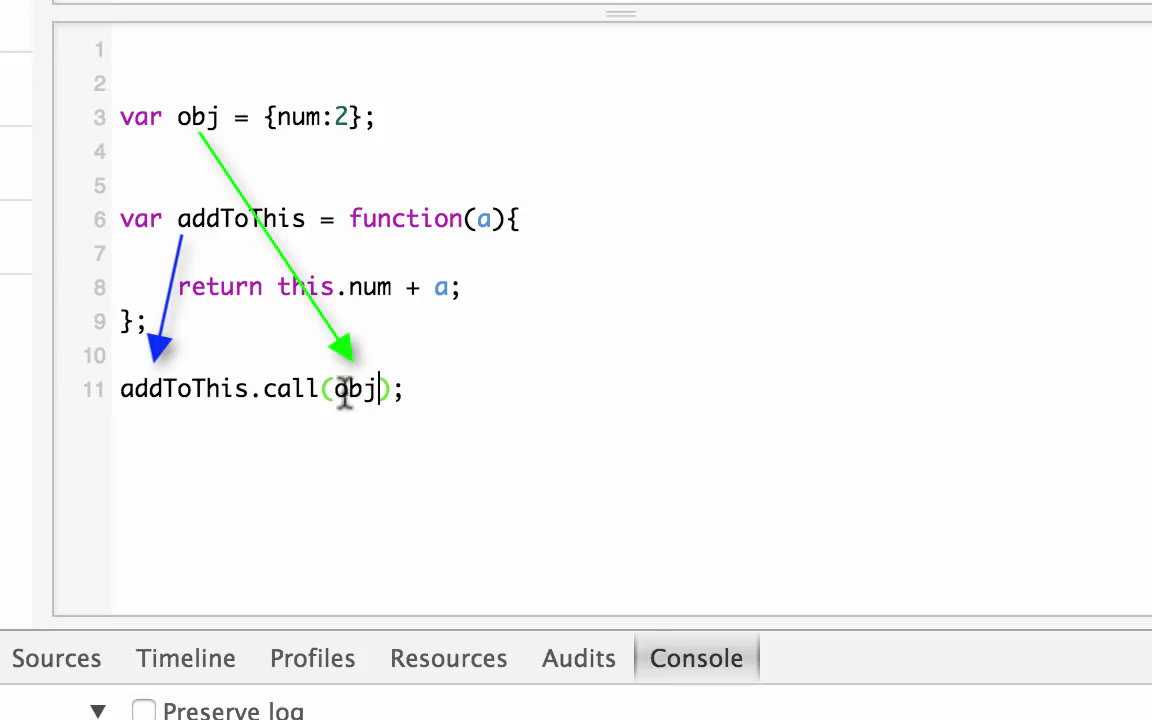 1
2
3 var obj = {num:2};
4
5
6 var addToThis = function(a){
7
8 return this.num + a;
9 };
10
11 addToThis.call(obj);
Sources Timeline Profiles Resources Audits Console
▼ Preserve log